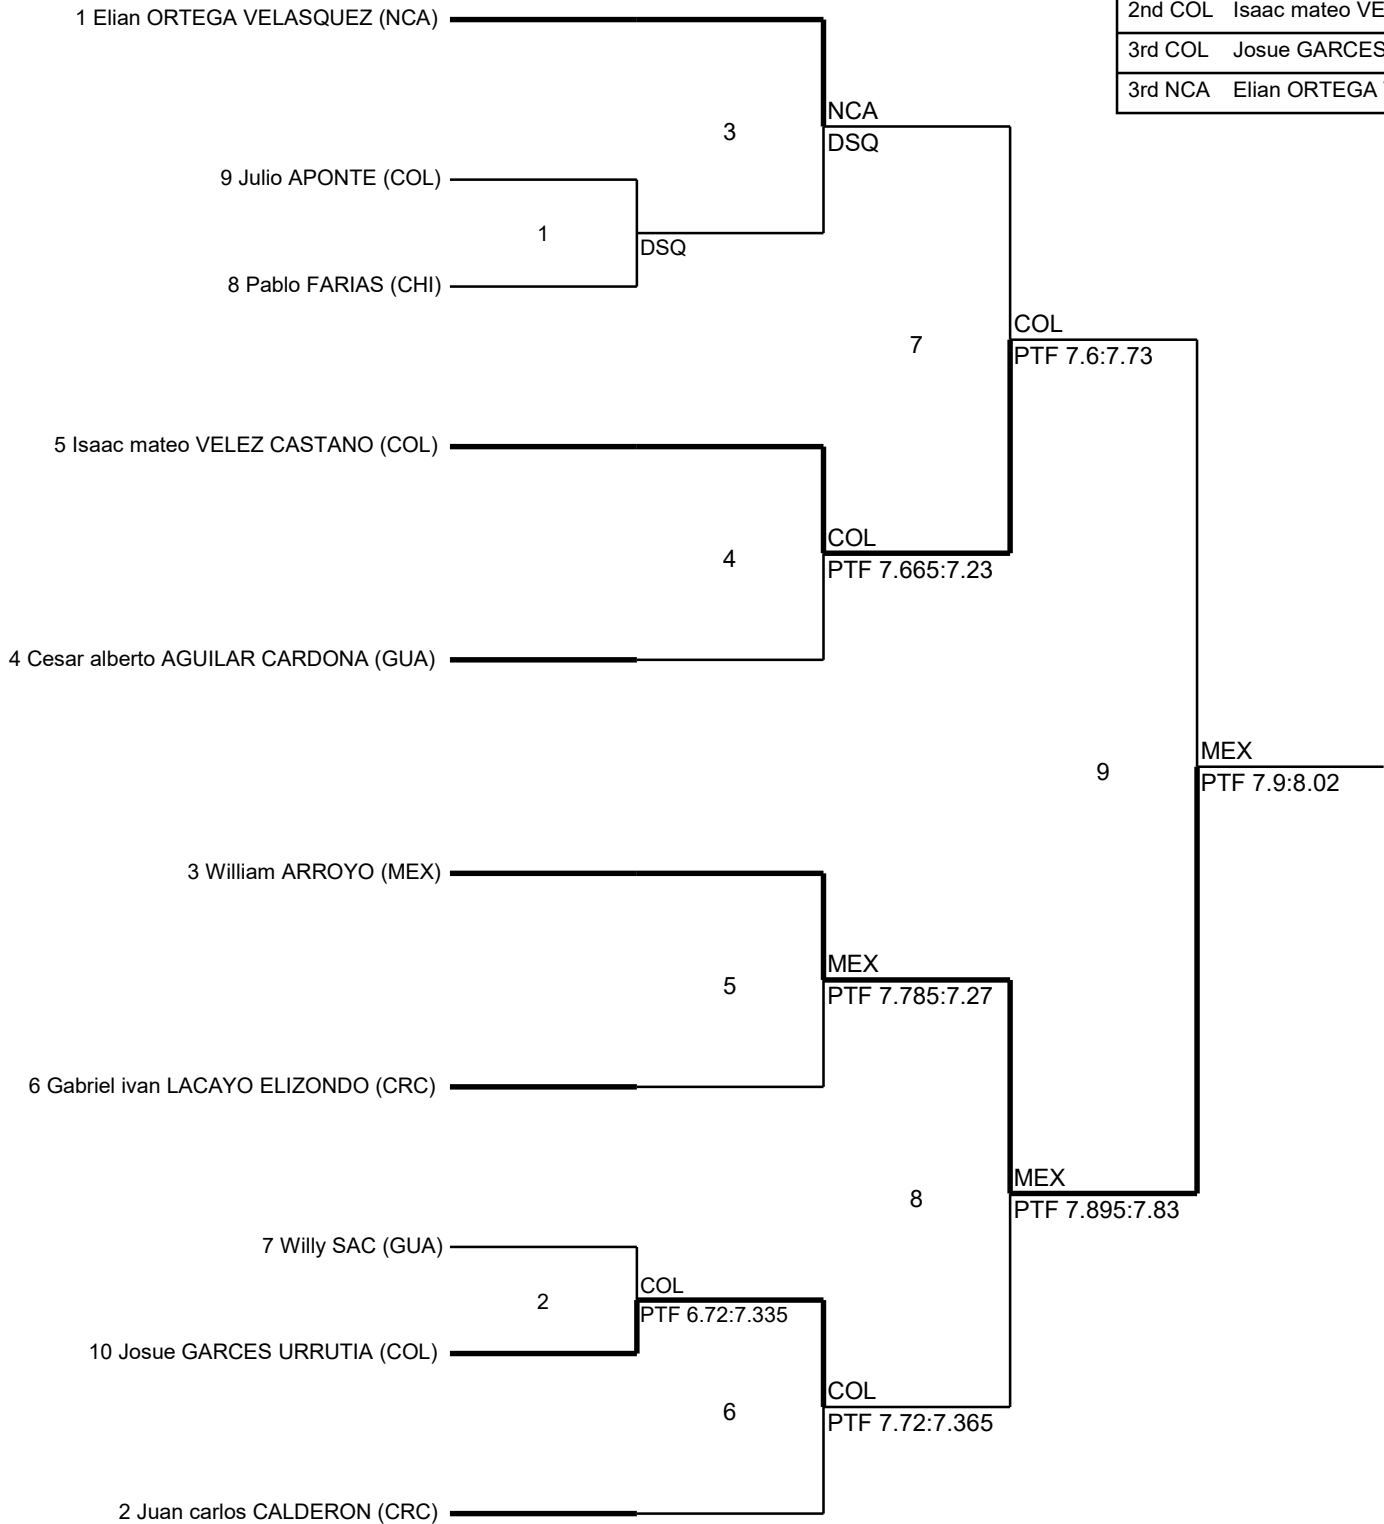 1 Elian ORTEGA VELASQUEZ (NCA)
2nd COL Isaac mateo VE
3rd COL Josue GARCES
3rd NCA Elian ORTEGA
NCA
3
DSQ
9 Julio APONTE (COL)
1
DSQ
8 Pablo FARIAS (CHI)
COL
7
PTF 7.6:7.73
5 Isaac mateo VELEZ CASTANO (COL)
COL
4
PTF 7.665:7.23
4 Cesar alberto AGUILAR CARDONA (GUA)
MEX
9
PTF 7.9:8.02
3 William ARROYO (MEX)
MEX
5
PTF 7.785:7.27
6 Gabriel ivan LACAYO ELIZONDO (CRC)
MEX
8
PTF 7.895:7.83
7 Willy SAC (GUA)
COL
2
PTF 6.72:7.335
10 Josue GARCES URRUTIA (COL)
COL
6
PTF 7.72:7.365
2 Juan carlos CALDERON (CRC)